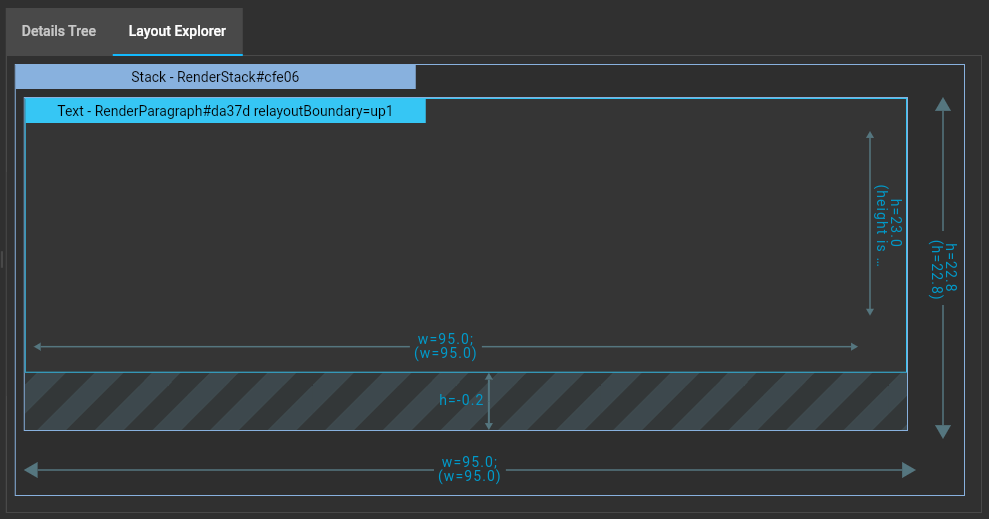 Details Tree
Layout Explorer
Stack - RenderStack#cfe06
Text - RenderParagraph#da37d relayoutBoundary=up1
h=23.0
(height is ...
h=22.8
(h=22.8)
w=95.0;
(w=95.0)
h=-0.2
w=95.0;
(w=95.0)